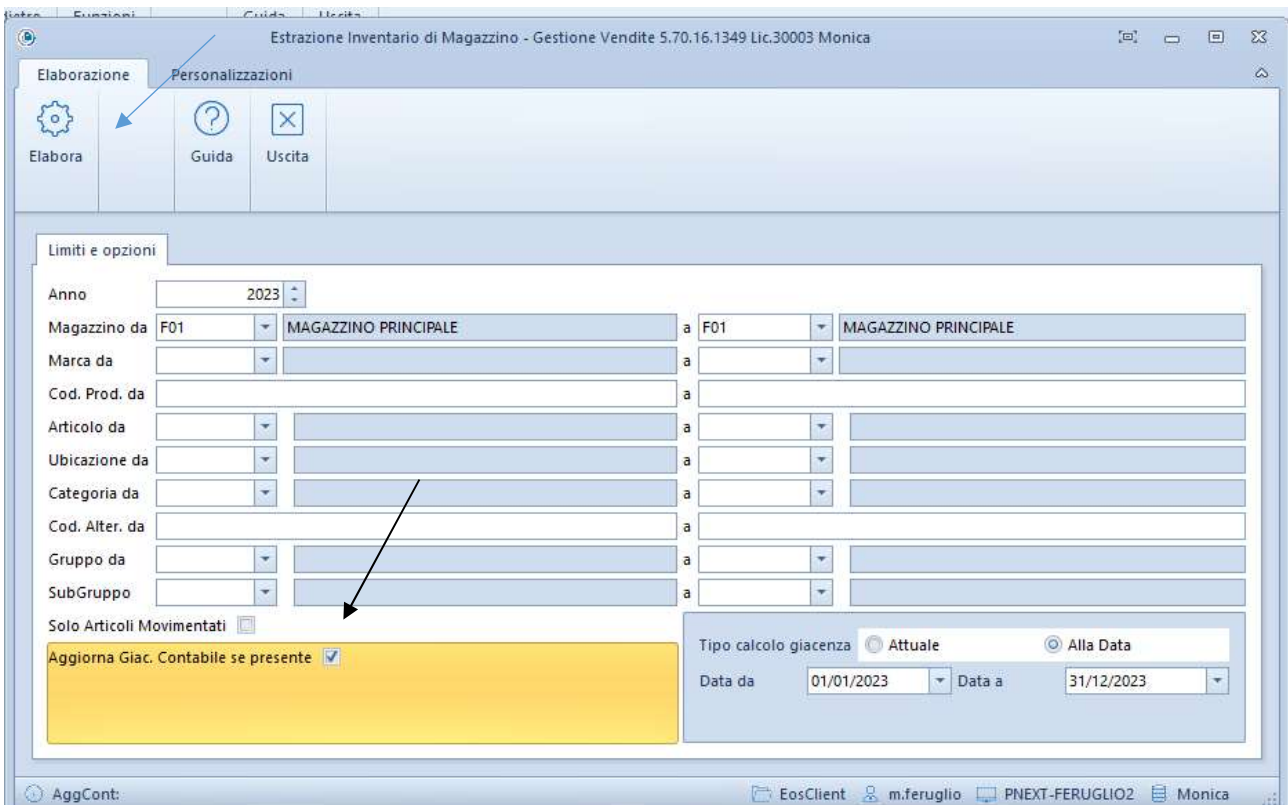 Funzioni Guida Uscita
Estrazione Inventario di Magazzino - Gestione Vendite 5.70.16.1349 Lic.30003 Monica
Elaborazione Personalizzazioni
Elabora Guida Uscita
Limiti e opzioni
Anno 2023
Magazzino da F01 MAGAZZINO PRINCIPALE a F01 MAGAZZINO PRINCIPALE
Marca da a
Cod. Prod. da a
Articolo da a
Ubicazione da a
Categoria da a
Cod. Alter. da a
Gruppo da a
SubGruppo a
Solo Articoli Movimentati
Aggiorna Giac. Contabile se presente
Tipo calcolo giacenza Attuale Alla Data
Data da 01/01/2023 Data a 31/12/2023
AggCont: EosClient m.feruglio PNEXT-FERUGLIO2 Monica